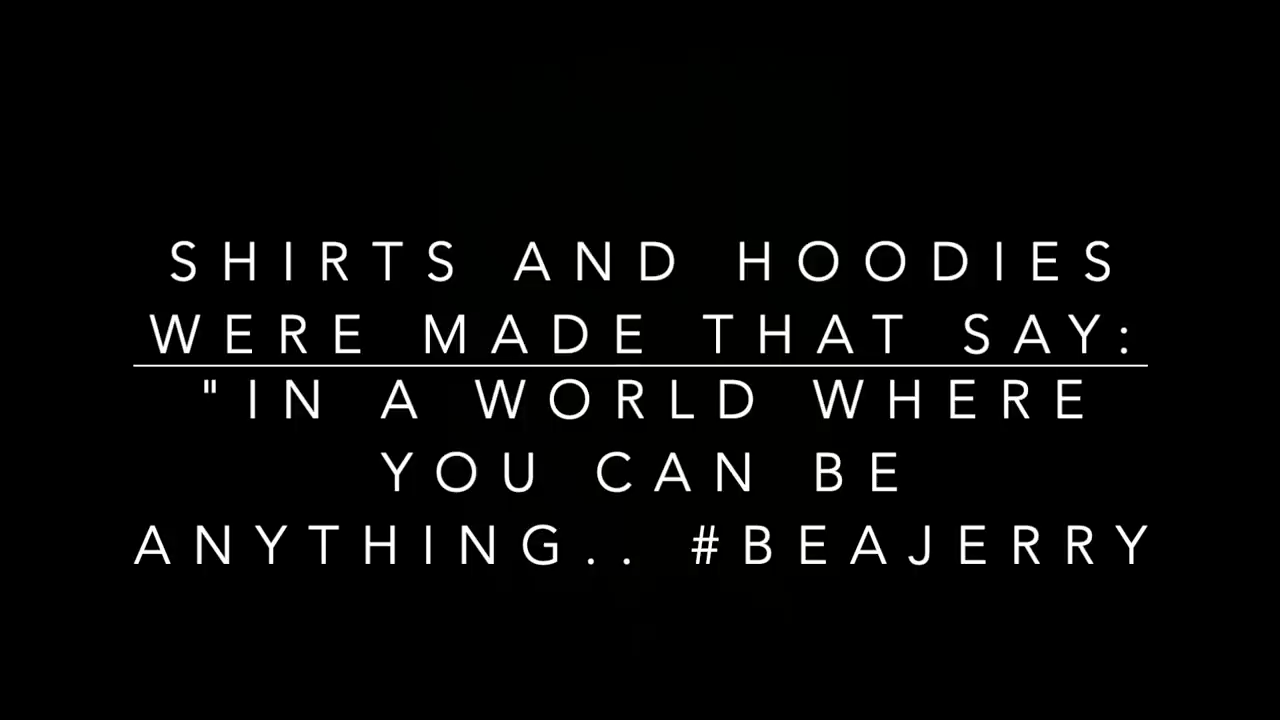 SHIRTS AND HOODIES
WERE MADE THAT SAY:
"IN A WORLD WHERE
YOU CAN BE
ANYTHING.. #BEAJERRY